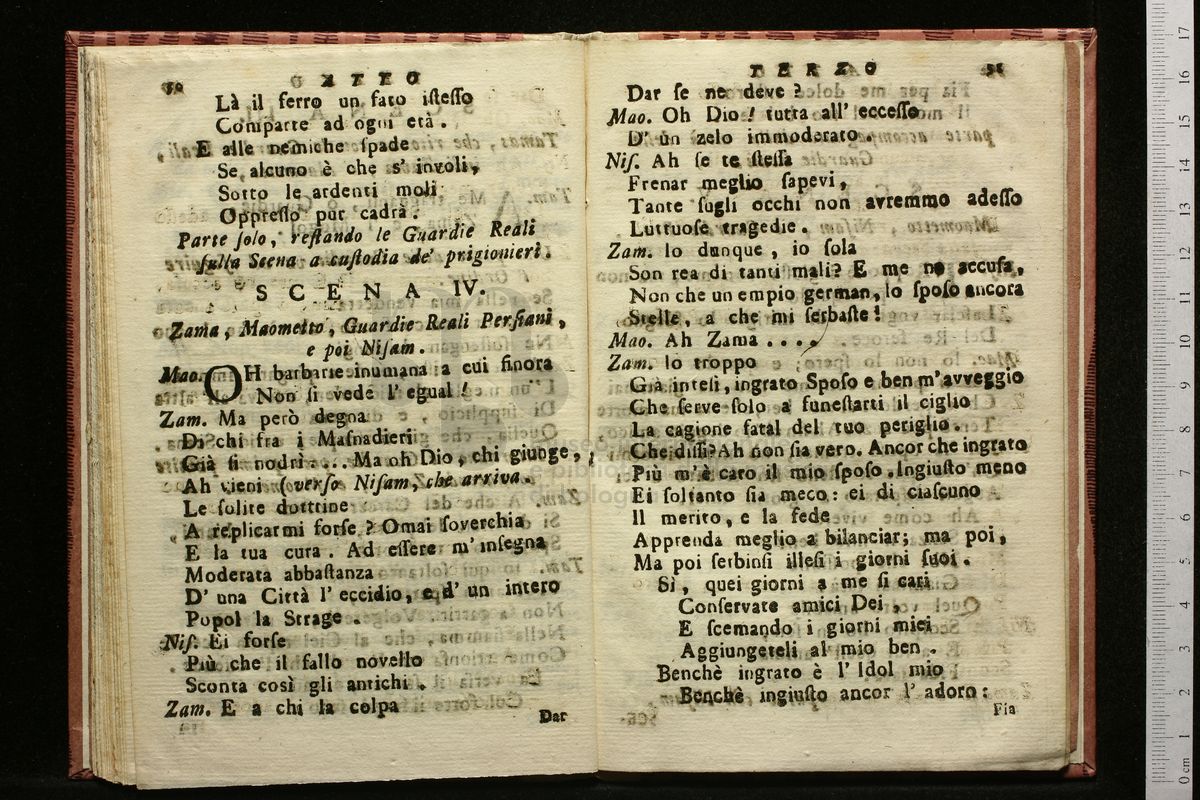 50 ATTO
Là il ferro un fato iſteſſo
Comparte ad ogni età.
E alle nemiche ſpade
Se alcuno è che s' involi,
Sotto le ardenti moli
Oppreſſo pur cadrà.
Parte ſolo, reſtando le Guardie Reali
ſulla Scena a cuſtodia de' prigionieri.
SCENA IV.
Zama, Maometto, Guardie Reali Perſiani,
e poi Niſam.
Mao. OH barbarie inumana a cui finora
Non ſi vede l' egual!
Zam. Ma però degna
Di chi fra i Maſnadieri
Già ſi nodrì.... Ma oh Dio, chi giunge,
Ah vieni (verſo Niſam, che arriva.
Le ſolite dottrine
A replicarmi forſe? Omai ſoverchia
E la tua cura. Ad eſſere m' inſegna
Moderata abbaſtanza
D' una Città l' eccidio, e d' un intero
Popol la Strage.
Niſ. Ei forſe
Più che il fallo novello
Sconta così gli antichi.
Zam. E a chi la colpa
Dar
TERZO 51
Dar ſe ne deve?
Mao. Oh Dio! tutta all' ecceſſo
D' ùn zelo immoderato.
Niſ. Ah ſe te ſteſſa
Frenar meglio ſapevi,
Tante ſugli occhi non avremmo adeſſo
Luttuoſe tragedie.
Zam. Io dunque, io ſola
Son rea di tanti mali? E me ne accuſa,
Non che un empio german, lo ſpoſo ancora
Stelle, a che mi ſerbaſte!
Mao. Ah Zama....
Zam. Io troppo
Già inteſi, ingrato Spoſo e ben m' avveggio
Che ſerve ſolo a funeſtarti il ciglio
La cagione fatal del tuo periglio.
Che diſſi? Ah non ſia vero. Ancor che ingrato
Più m' è caro il mio ſpoſo. Ingiuſto meno
Ei ſoltanto ſia meco: ei di ciaſcuno
Il merito, e la fede
Apprenda meglio a bilanciar; ma poi,
Ma poi ſerbinſi illeſi i giorni ſuoi.
Sì, quei giorni a me ſi cari
Conſervate amici Dei,
E ſcemando i giorni miei
Aggiungeteli al mio ben.
Benchè ingrato è l' Idol mio
Benchè ingiuſto ancor l' adoro:
Fia